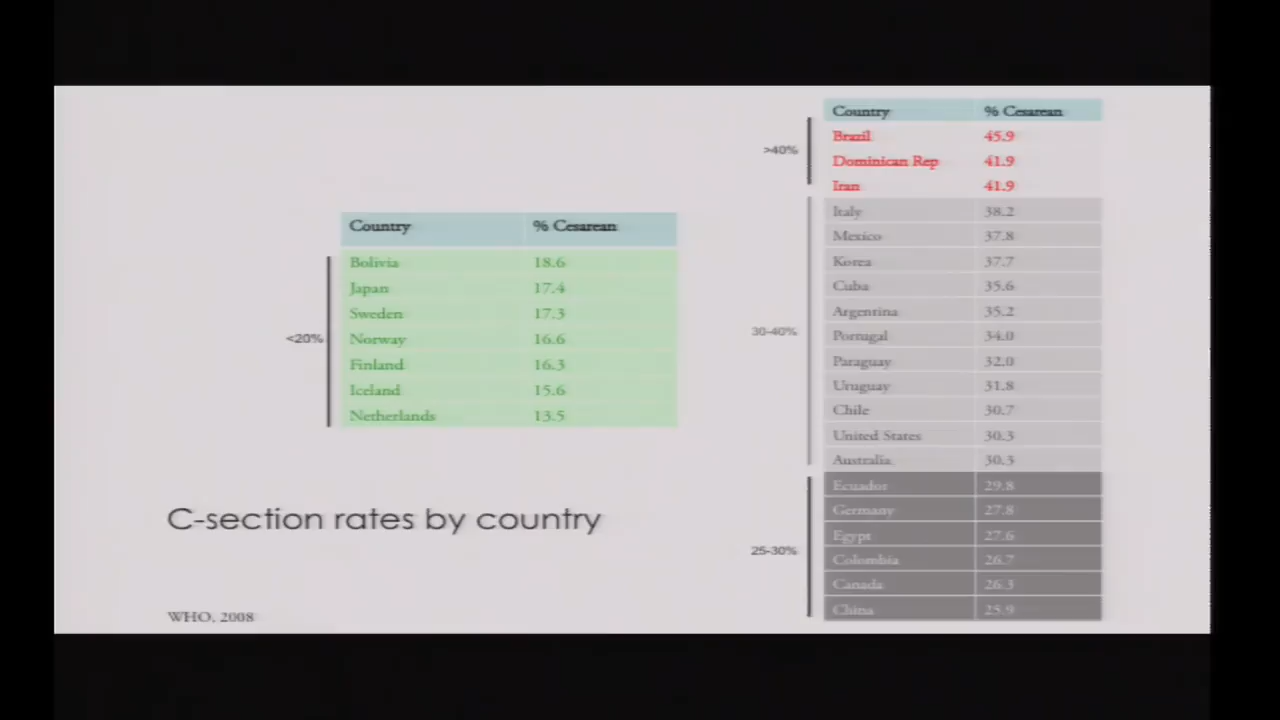 Country % Cesarean
<20%
Bolivia 18.6
Japan 17.4
Sweden 17.3
Norway 16.6
Finland 16.3
Iceland 15.6
Netherlands 13.5
C-section rates by country
WHO, 2008
Country % Cesarean
>40%
Brazil 45.9
Dominican Rep 41.9
Iran 41.9
30-40%
Italy 38.2
Mexico 37.8
Korea 37.7
Cuba 35.6
Argentina 35.2
Portugal 34.0
Paraguay 32.0
Uruguay 31.8
Chile 30.7
United States 30.3
Australia 30.3
25-30%
Ecuador 29.8
Germany 27.8
Egypt 27.6
Colombia 26.7
Canada 26.3
China 25.9